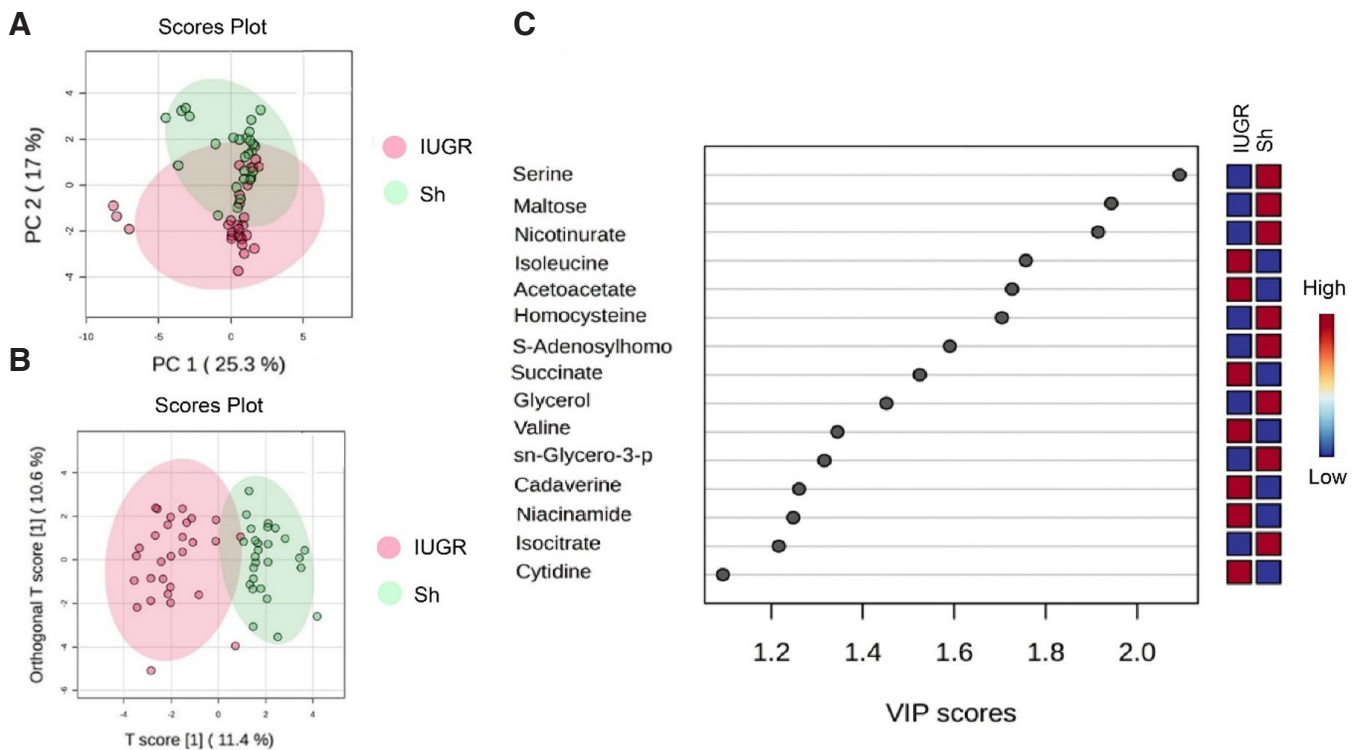 A
Scores Plot
PC 2 ( 17 %)
4
2
0
-2
-4
-10
-5
0
5
PC 1 ( 25.3 %)
IUGR
Sh
B
Scores Plot
Orthogonal T score [1] ( 10.6 %)
4
2
0
-2
-4
-6
-4
-2
0
2
4
T score [1] ( 11.4 %)
IUGR
Sh
C
IUGR
Sh
Serine
Maltose
Nicotinurate
Isoleucine
Acetoacetate
Homocysteine
S-Adenosylhomo
Succinate
Glycerol
Valine
sn-Glycero-3-p
Cadaverine
Niacinamide
Isocitrate
Cytidine
1.2
1.4
1.6
1.8
2.0
VIP scores
High
Low